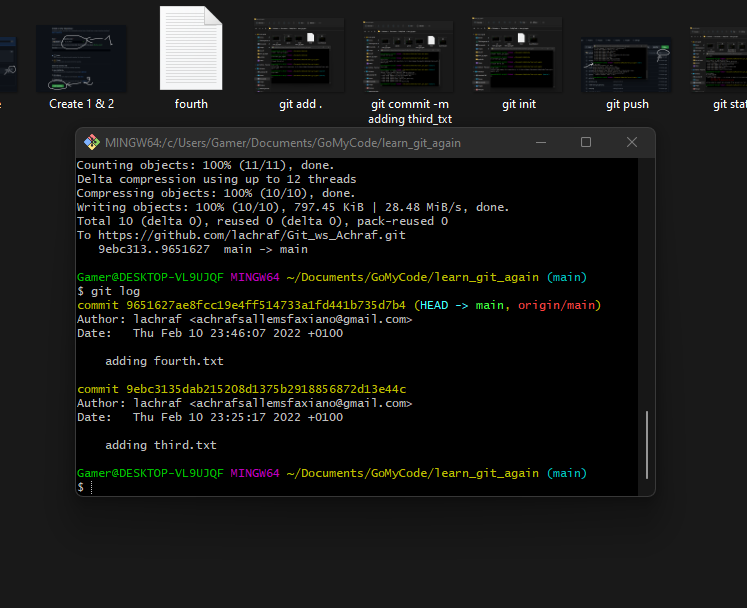 Create 1 & 2
fourth
git add .
git commit -m
adding third_txt
git init
git push
git stat
MINGW64:/c/Users/Gamer/Documents/GoMyCode/learn_git_again
Counting objects: 100% (11/11), done.
Delta compression using up to 12 threads
Compressing objects: 100% (10/10), done.
Writing objects: 100% (10/10), 797.45 KiB | 28.48 MiB/s, done.
Total 10 (delta 0), reused 0 (delta 0), pack-reused 0
To https://github.com/lachraf/Git_ws_Achraf.git
   9ebc313..9651627  main -> main
Gamer@DESKTOP-VL9UJQF MINGW64 ~/Documents/GoMyCode/learn_git_again (main)
$ git log
commit 9651627ae8fcc19e4ff514733a1fd441b735d7b4 (HEAD -> main, origin/main)
Author: lachraf <achrafsallemsfaxiano@gmail.com>
Date:   Thu Feb 10 23:46:07 2022 +0100
    adding fourth.txt
commit 9ebc3135dab215208d1375b2918856872d13e44c
Author: lachraf <achrafsallemsfaxiano@gmail.com>
Date:   Thu Feb 10 23:25:17 2022 +0100
    adding third.txt
Gamer@DESKTOP-VL9UJQF MINGW64 ~/Documents/GoMyCode/learn_git_again (main)
$